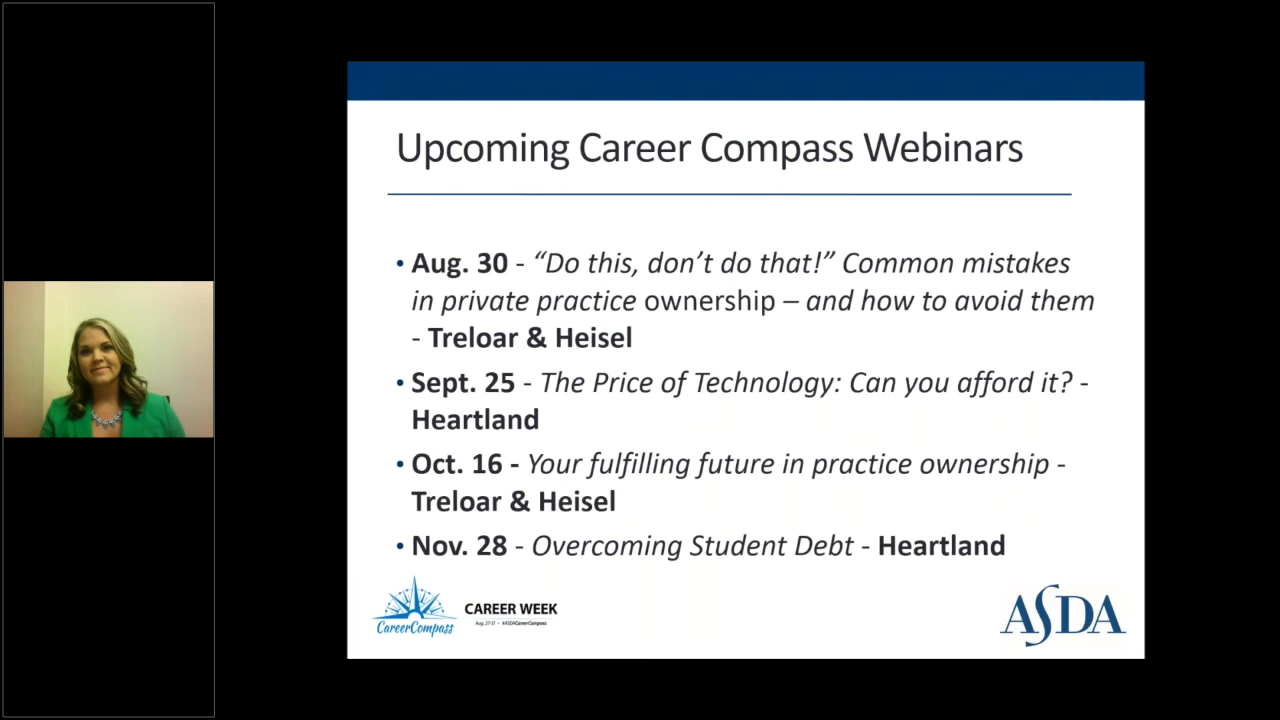 Upcoming Career Compass Webinars
• Aug. 30 - “Do this, don’t do that!” Common mistakes
in private practice ownership – and how to avoid them
- Treloar & Heisel
• Sept. 25 - The Price of Technology: Can you afford it? -
Heartland
• Oct. 16 - Your fulfilling future in practice ownership -
Treloar & Heisel
• Nov. 28 - Overcoming Student Debt - Heartland
CareerCompass
CAREER WEEK
Aug. 27-31 • #ASDACareerCompass
ASDA